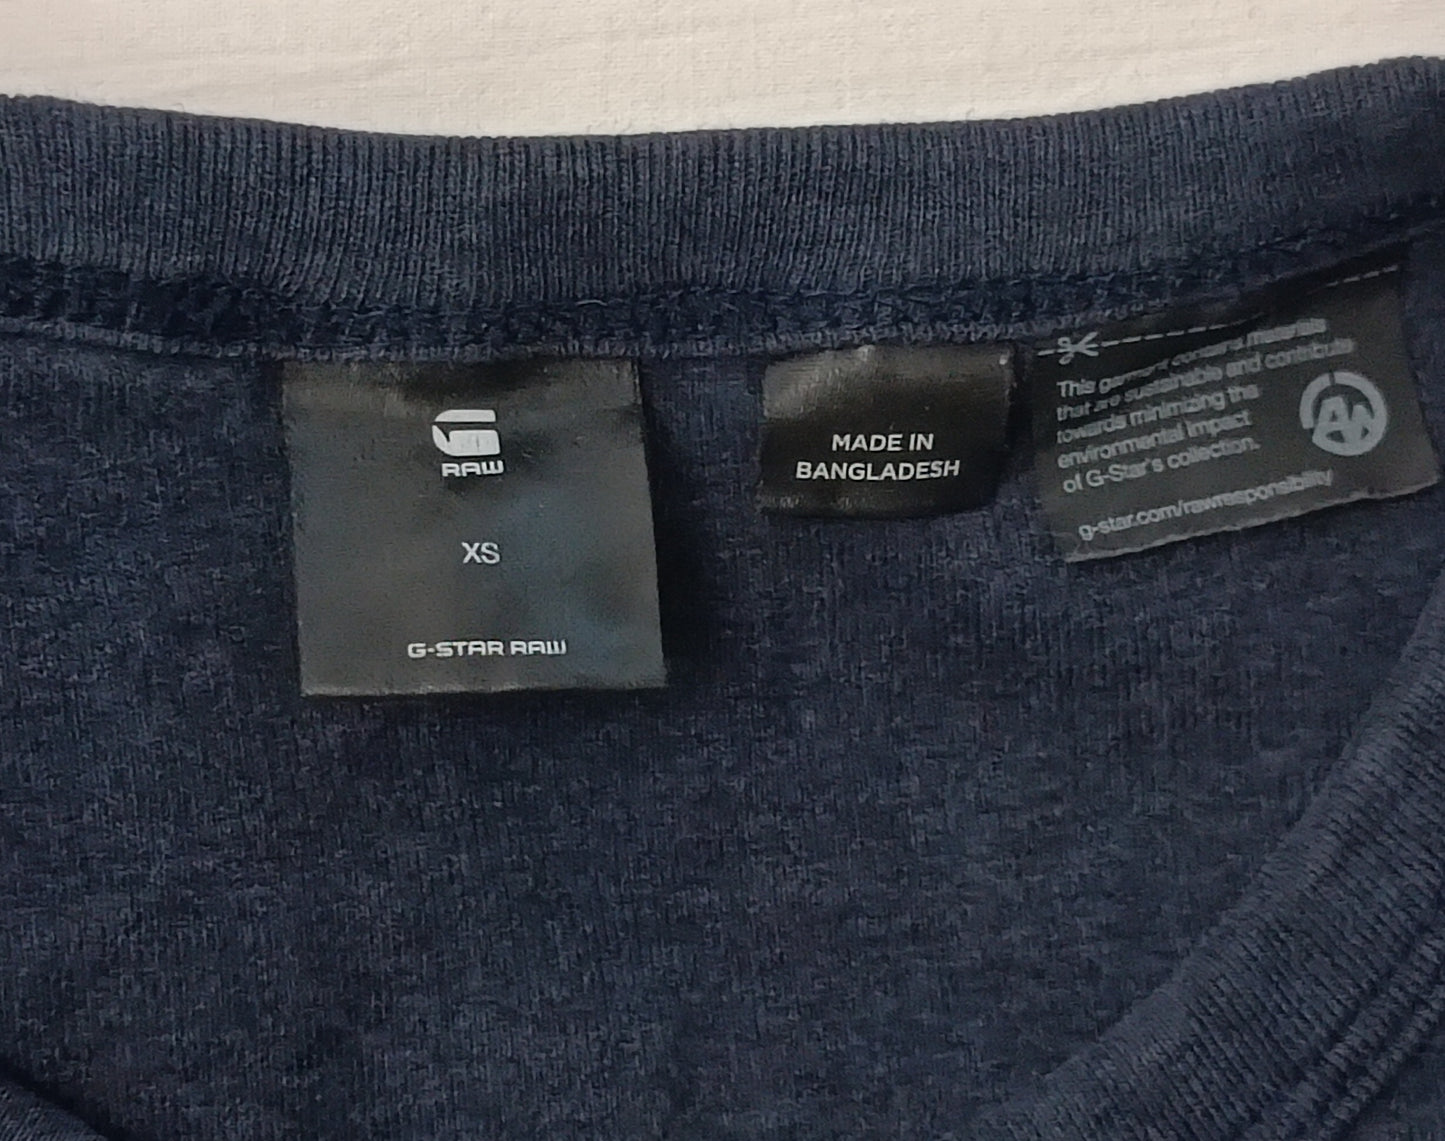 RAW
XS
G-STAR RAW
MADE IN
BANGLADESH
This garment contains materials
that are sustainable and contribute
towards minimizing the
environmental impact
of G-Star's collection.
g-star.com/rawresponsibility
RAW